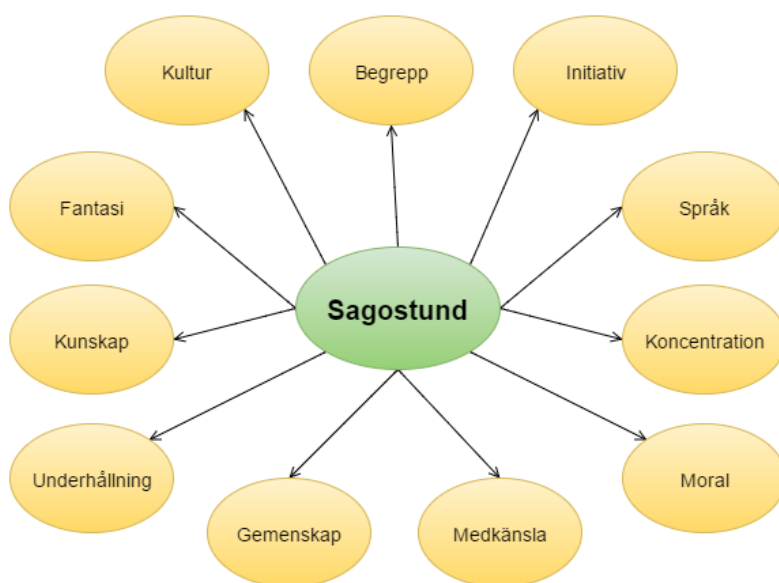 Kultur
Begrepp
Initiativ
Fantasi
Språk
Sagostund
Kunskap
Koncentration
Underhållning
Moral
Gemenskap
Medkänsla